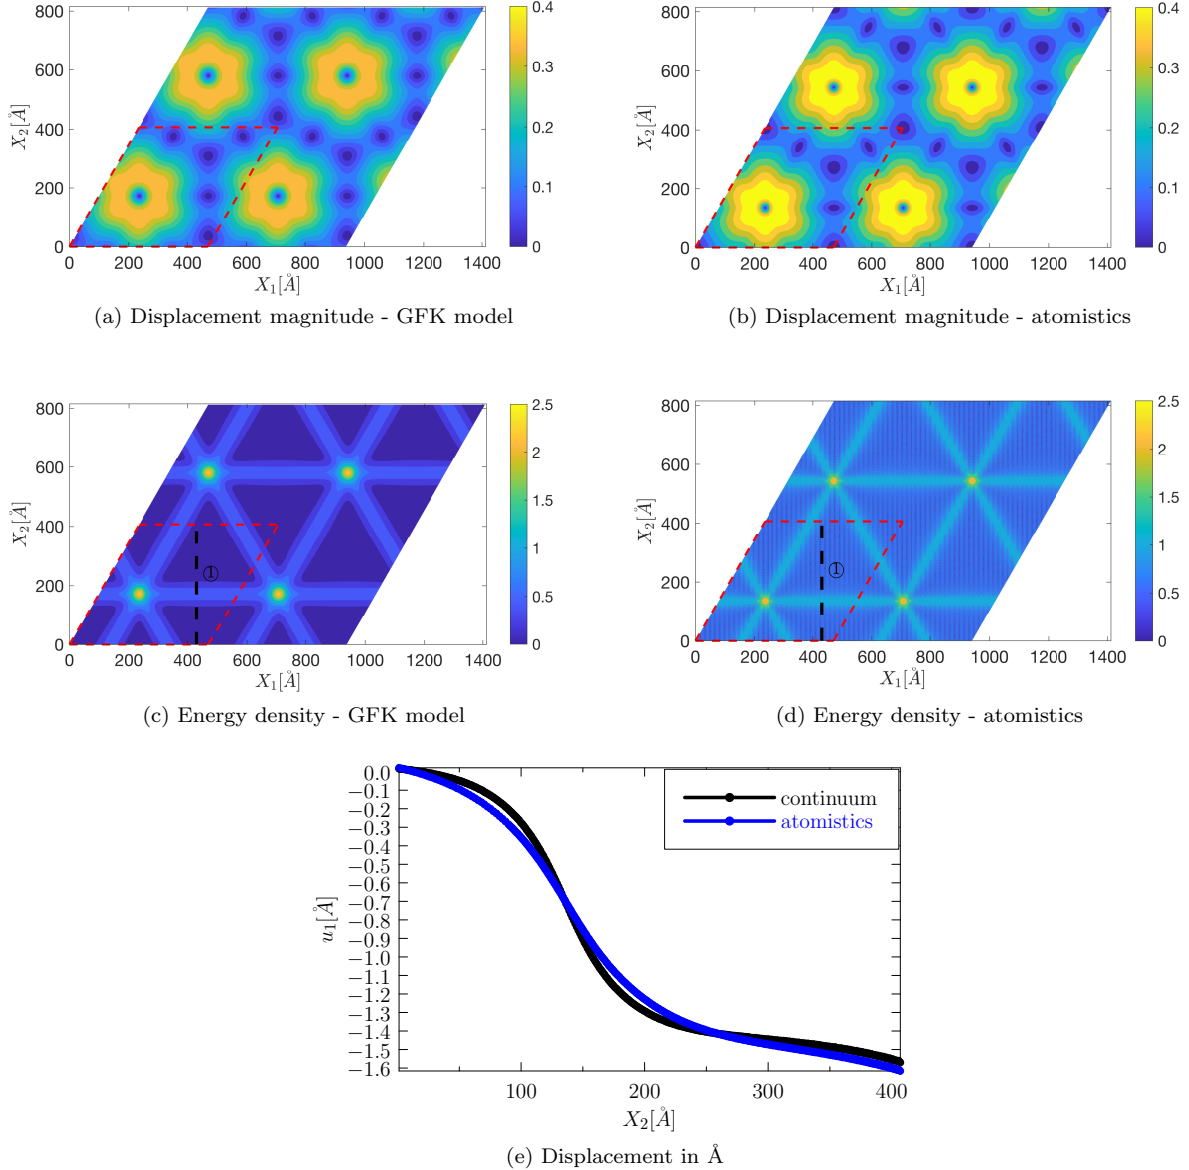 800
600
400
200
0
X₂[Å]
0 200 400 600 800 1000 1200 1400
X₁[Å]
0.4
0.3
0.2
0.1
0
(a) Displacement magnitude - GFK model
800
600
400
200
0
X₂[Å]
0 200 400 600 800 1000 1200 1400
X₁[Å]
0.4
0.3
0.2
0.1
0
(b) Displacement magnitude - atomistics
800
600
400
200
0
X₂[Å]
①
0 200 400 600 800 1000 1200 1400
X₁[Å]
2.5
2
1.5
1
0.5
0
(c) Energy density - GFK model
800
600
400
200
0
X₂[Å]
①
0 200 400 600 800 1000 1200 1400
X₁[Å]
2.5
2
1.5
1
0.5
0
(d) Energy density - atomistics
0.0
−0.1
−0.2
−0.3
−0.4
−0.5
−0.6
−0.7
−0.8
−0.9
−1.0
−1.1
−1.2
−1.3
−1.4
−1.5
−1.6
u₁[Å]
continuum
atomistics
100 200 300 400
X₂[Å]
(e) Displacement in Å